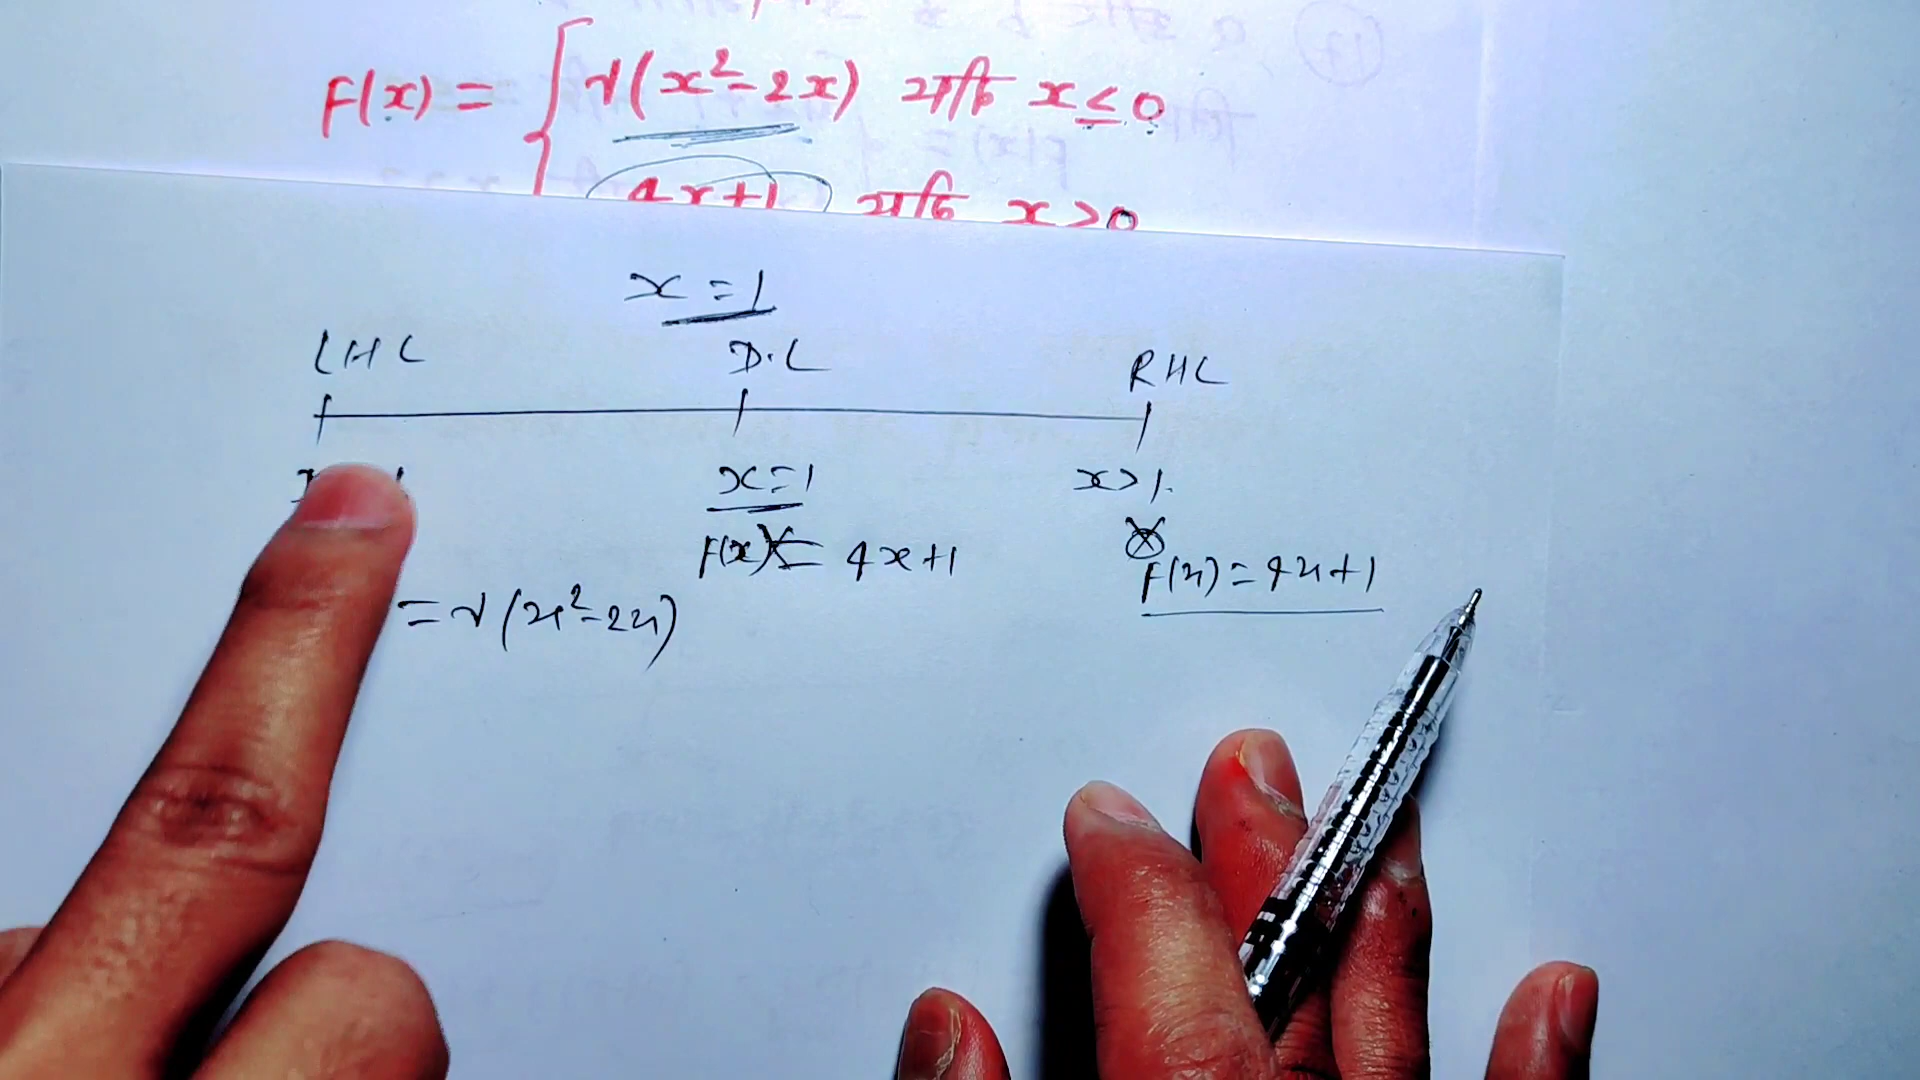 F(x) = { λ(x²-2x) यदि x ≤ 0
4x+1 यदि x > 0
x = 1
LHL D.L RHL
x=1 x>1
F(x) = 4x+1
F(x) = 4x+1
= λ(x²-2x)